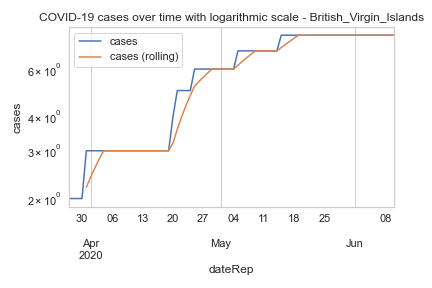 COVID-19 cases over time with logarithmic scale - British_Virgin_Islands
cases
cases (rolling)
6 × 10⁰
4 × 10⁰
3 × 10⁰
2 × 10⁰
cases
30 06 13 20 27 04 11 18 25 08
Apr May Jun
2020
dateRep